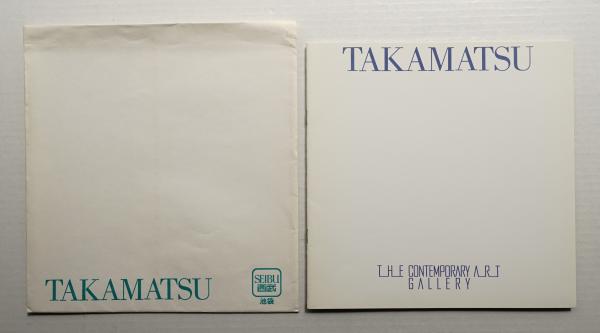 TAKAMATSU
SEIBU
西武
池袋
TAKAMATSU
THE CONTEMPORARY ART
GALLERY